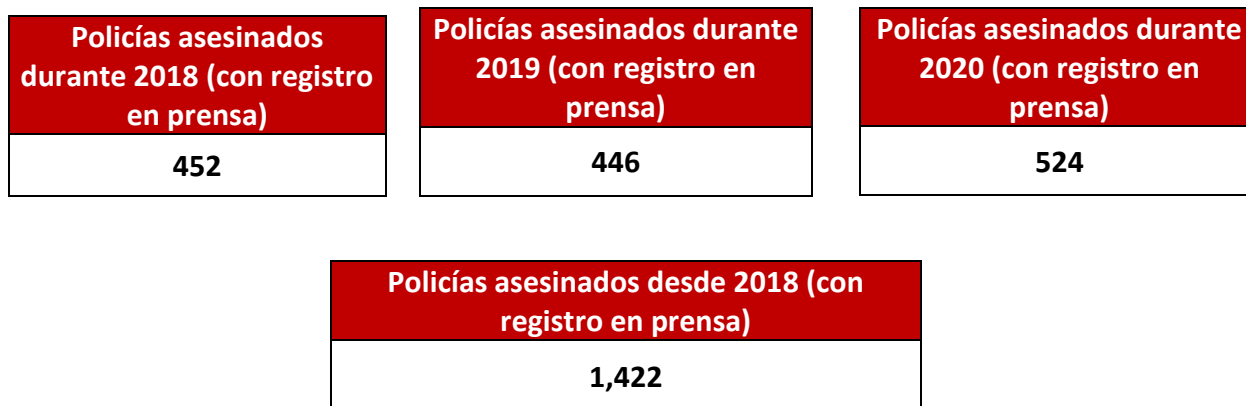 Policías asesinados
durante 2018 (con registro
en prensa)
452
Policías asesinados durante
2019 (con registro en
prensa)
446
Policías asesinados durante
2020 (con registro en
prensa)
524
Policías asesinados desde 2018 (con
registro en prensa)
1,422